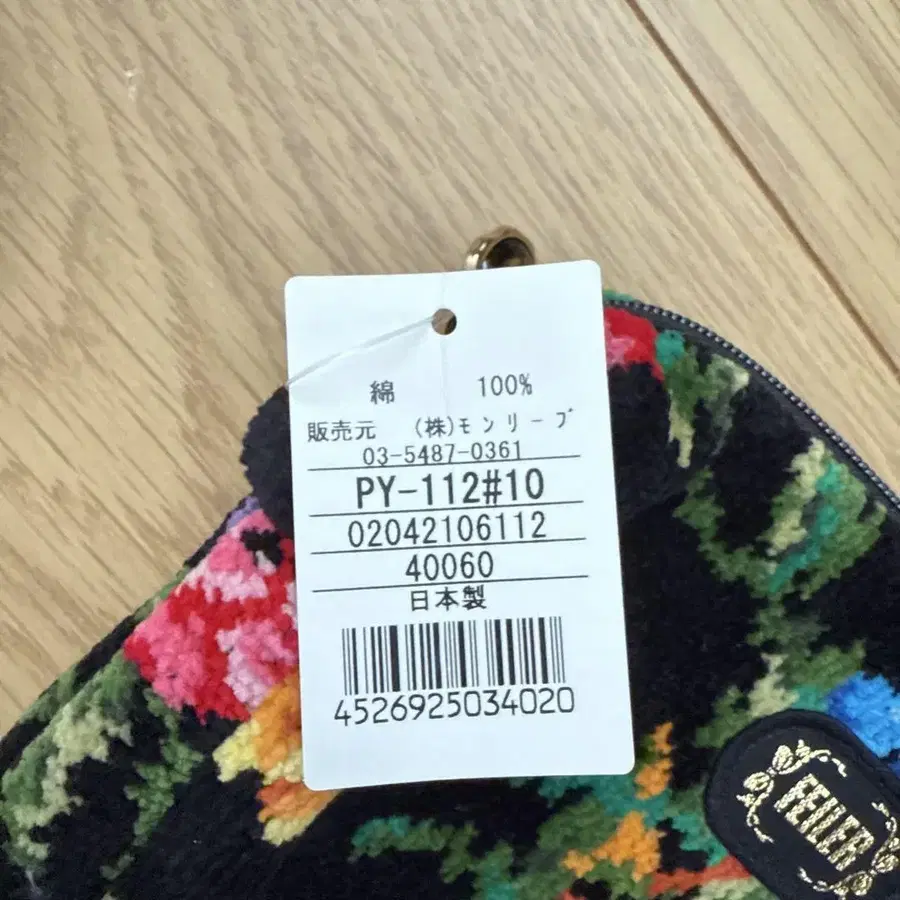 綿 100%
販売元 (株)モンリーブ
03-5487-0361
PY-112#10
02042106112
40060
日本製
4526925034020
FEILER